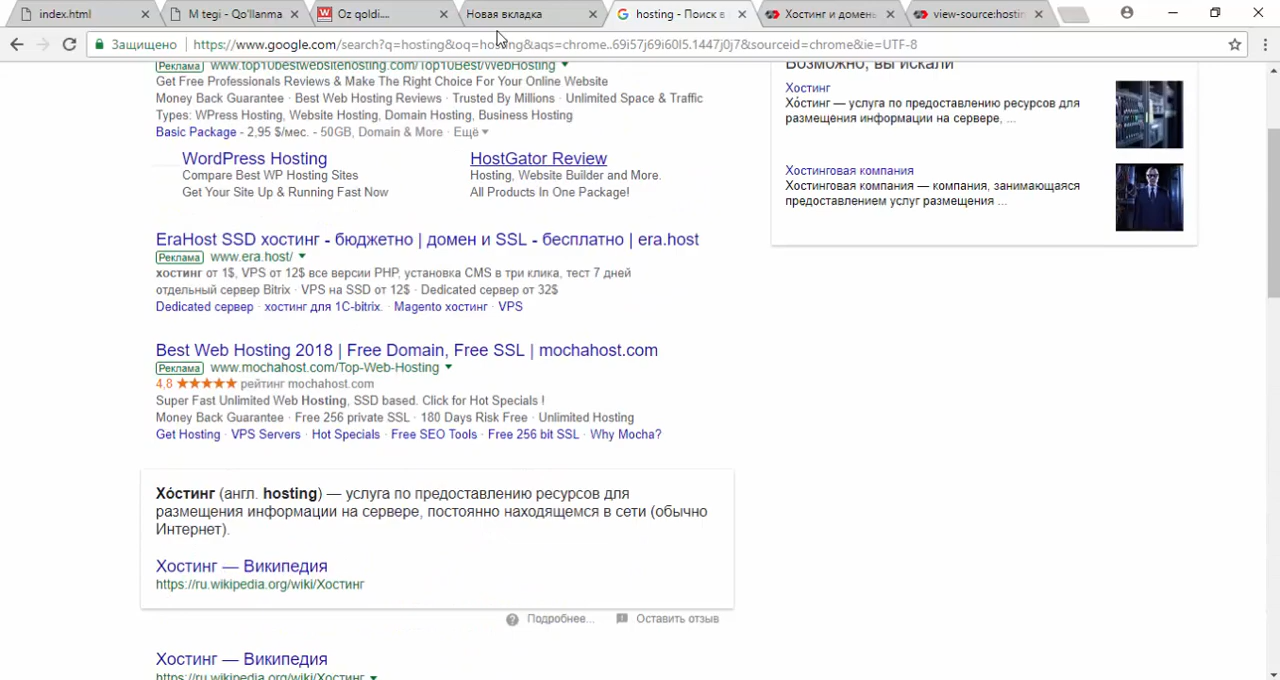 index.html
M tegi - Qo'llanma
Oz qoldi....
Новая вкладка
hosting - Поиск в
Хостинг и домень
view-source:hostin
Защищено
https://www.google.com/search?q=hosting&oq=hosting&aqs=chrome..69i57j69i60l5.1447j0j7&sourceid=chrome&ie=UTF-8
Реклама www.top10bestwebsitehosting.com/Top10Best/WebHosting
Get Free Professionals Reviews & Make The Right Choice For Your Online Website
Money Back Guarantee · Best Web Hosting Reviews · Trusted By Millions · Unlimited Space & Traffic
Types: WPress Hosting, Website Hosting, Domain Hosting, Business Hosting
Basic Package - 2,95 $/мес. - 50GB, Domain & More · Ещё
WordPress Hosting
Compare Best WP Hosting Sites
Get Your Site Up & Running Fast Now
HostGator Review
Hosting, Website Builder and More.
All Products In One Package!
EraHost SSD хостинг - бюджетно | домен и SSL - бесплатно | era.host
Реклама www.era.host/
хостинг от 1$, VPS от 12$ все версии PHP, установка CMS в три клика, тест 7 дней
отдельный сервер Bitrix · VPS на SSD от 12$ · Dedicated сервер от 32$
Dedicated сервер · хостинг для 1C-bitrix. · Magento хостинг · VPS
Best Web Hosting 2018 | Free Domain, Free SSL | mochahost.com
Реклама www.mochahost.com/Top-Web-Hosting
4,8 ★★★★★ рейтинг mochahost.com
Super Fast Unlimited Web Hosting, SSD based. Click for Hot Specials !
Money Back Guarantee · Free 256 private SSL · 180 Days Risk Free · Unlimited Hosting
Get Hosting · VPS Servers · Hot Specials · Free SEO Tools · Free 256 bit SSL · Why Mocha?
Хо́стинг (англ. hosting) — услуга по предоставлению ресурсов для
размещения информации на сервере, постоянно находящемся в сети (обычно
Интернет).
Хостинг — Википедия
https://ru.wikipedia.org/wiki/Хостинг
Подробнее...
Оставить отзыв
Хостинг — Википедия
https://ru.wikipedia.org/wiki/Хостинг
Возможно, вы искали
Хостинг
Хо́стинг — услуга по предоставлению ресурсов для
размещения информации на сервере, ...
Хостинговая компания
Хостинговая компания — компания, занимающаяся
предоставлением услуг размещения ...